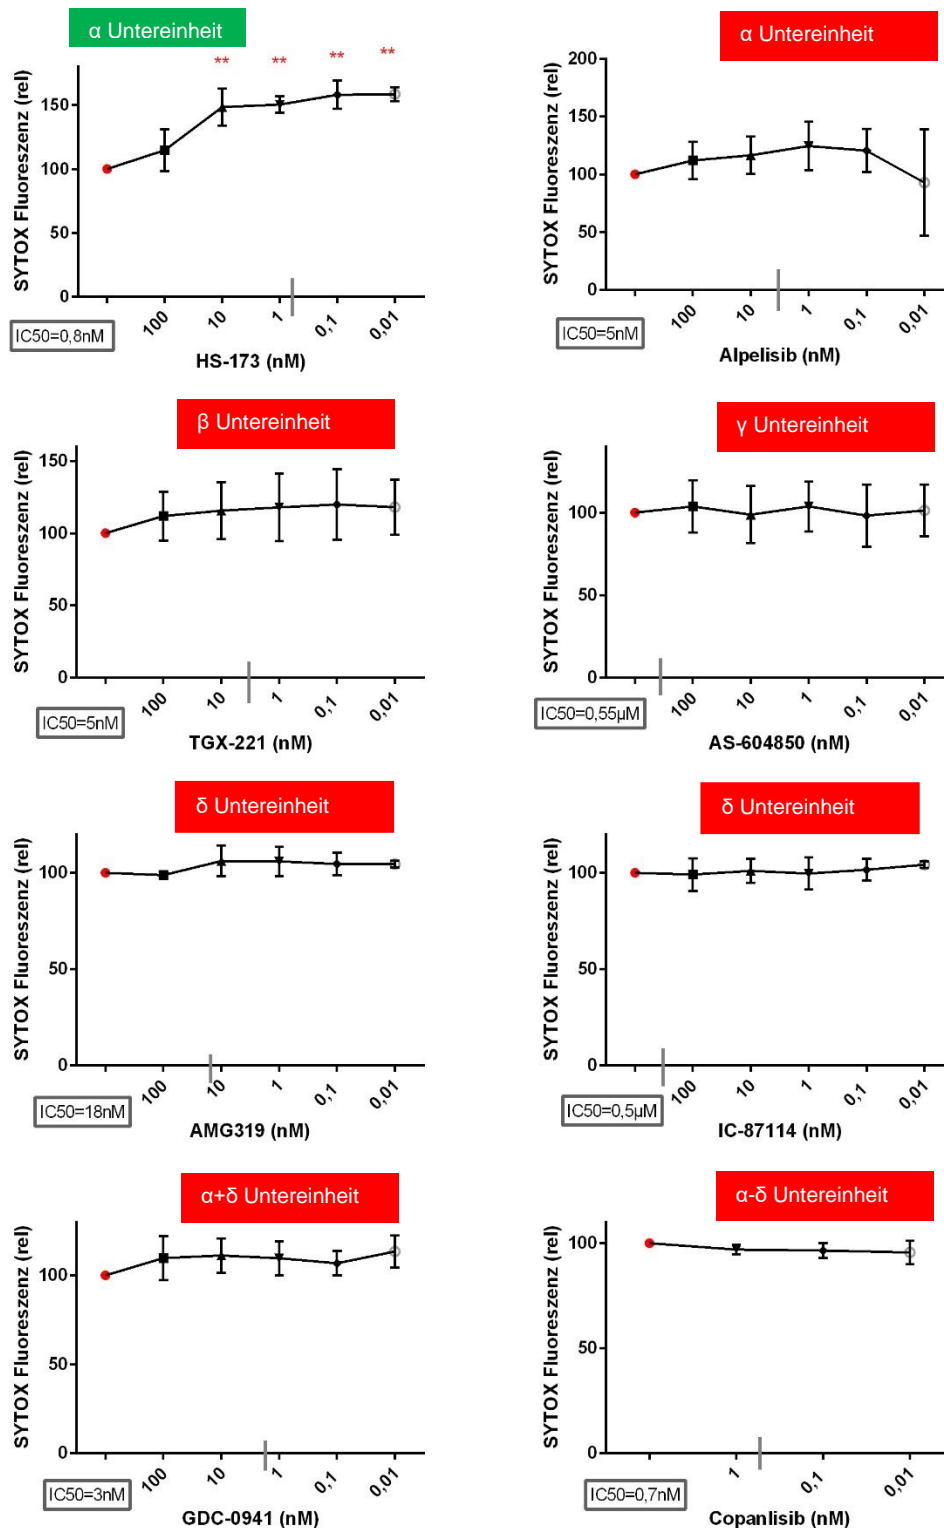 α Untereinheit
** ** ** **
SYTOX Fluoreszenz (rel)
150
100
50
0
100 10 1 0,1 0,01
IC50=0,8nM
HS-173 (nM)
α Untereinheit
SYTOX Fluoreszenz (rel)
200
150
100
50
0
100 10 1 0,1 0,01
IC50=5nM
Alpelisib (nM)
β Untereinheit
SYTOX Fluoreszenz (rel)
150
100
50
0
100 10 1 0,1 0,01
IC50=5nM
TGX-221 (nM)
γ Untereinheit
SYTOX Fluoreszenz (rel)
100
50
0
100 10 1 0,1 0,01
IC50=0,55µM
AS-604850 (nM)
δ Untereinheit
SYTOX Fluoreszenz (rel)
100
50
0
100 10 1 0,1 0,01
IC50=18nM
AMG319 (nM)
δ Untereinheit
SYTOX Fluoreszenz (rel)
100
50
0
100 10 1 0,1 0,01
IC50=0,5µM
IC-87114 (nM)
α+δ Untereinheit
SYTOX Fluoreszenz (rel)
100
50
0
100 10 1 0,1 0,01
IC50=3nM
GDC-0941 (nM)
α-δ Untereinheit
SYTOX Fluoreszenz (rel)
100
50
0
1 0,1 0,01
IC50=0,7nM
Copanlisib (nM)